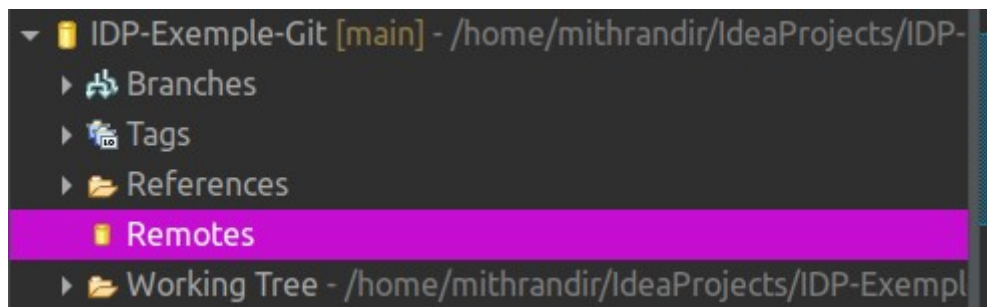 IDP-Exemple-Git [main] - /home/mithrandir/IdeaProjects/IDP-
Branches
Tags
References
Remotes
Working Tree - /home/mithrandir/IdeaProjects/IDP-Exempl